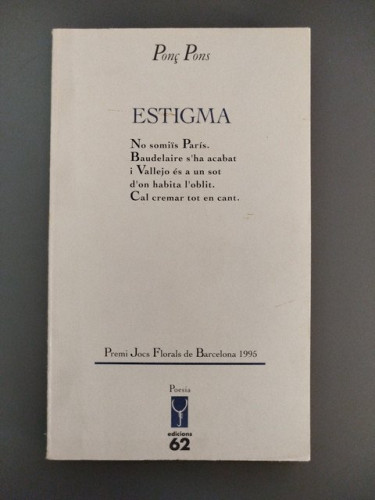 Ponç Pons
ESTIGMA
No somiïs París.
Baudelaire s'ha acabat
i Vallejo és a un sot
d'on habita l'oblit.
Cal cremar tot en cant.
Premi Jocs Florals de Barcelona 1995
Poesia
edicions
62